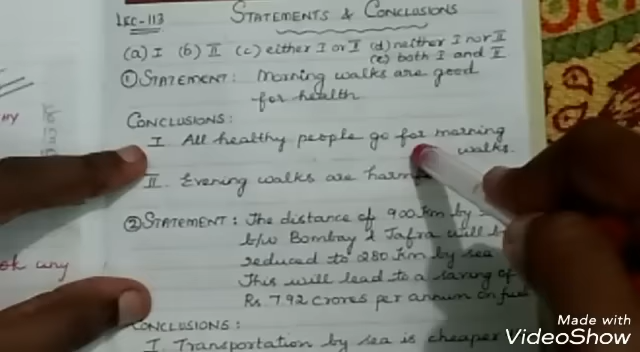 LEC-113
STATEMENTS & CONCLUSIONS
(a) I (b) II (c) either I or I (d) neither I nor II
(e) both I and II
① STATEMENT: Morning walks are good
for health
CONCLUSIONS:
I All healthy people go for morning
walks.
II. Evening walks are
② STATEMENT: The distance of 900 km by
b/w Bombay & Jafra will
reduced to 280 km by sea
This will lead to a saving of
Rs 7.92 crores per annum on
CONCLUSIONS:
I. Transportation by sea is cheaper
any
Made with
VideoShow